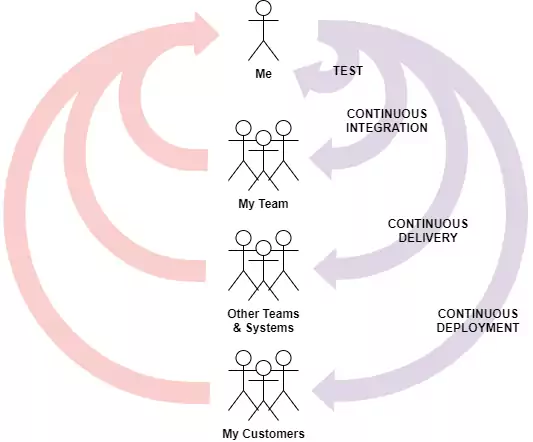 Me
TEST
CONTINUOUS
INTEGRATION
My Team
CONTINUOUS
DELIVERY
Other Teams
& Systems
CONTINUOUS
DEPLOYMENT
My Customers